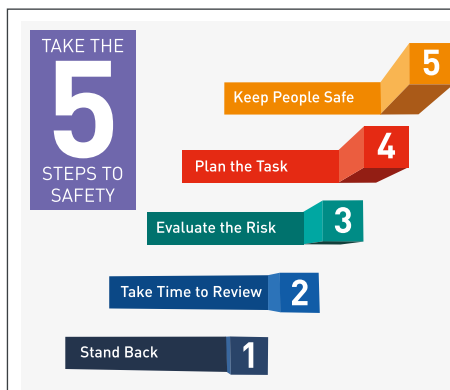 TAKE THE
5
STEPS TO
SAFETY
5
Keep People Safe
4
Plan the Task
3
Evaluate the Risk
2
Take Time to Review
1
Stand Back